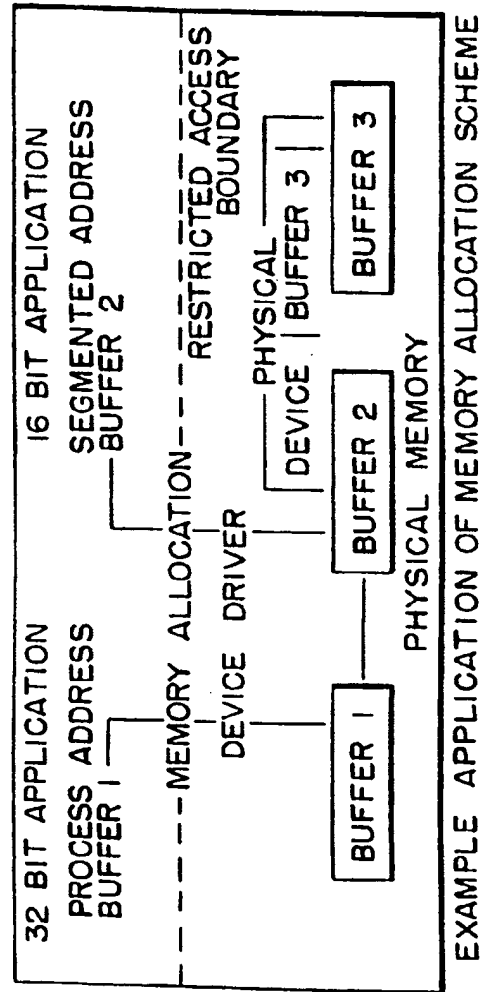 32 BIT APPLICATION
16 BIT APPLICATION
PROCESS ADDRESS
BUFFER 1
SEGMENTED ADDRESS
BUFFER 2
MEMORY ALLOCATION
DEVICE DRIVER
RESTRICTED ACCESS
BOUNDARY
PHYSICAL
DEVICE
BUFFER 3
BUFFER 1
BUFFER 2
BUFFER 3
PHYSICAL MEMORY
EXAMPLE APPLICATION OF MEMORY ALLOCATION SCHEME